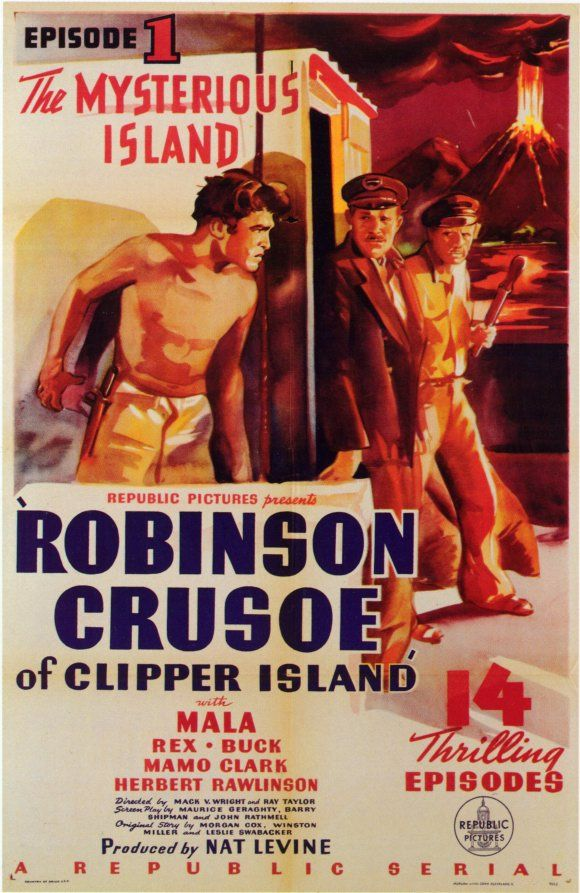 EPISODE 1
The MYSTERIOUS
ISLAND
REPUBLIC PICTURES presents
'ROBINSON
CRUSOE
of CLIPPER ISLAND'
with
MALA
REX • BUCK
MAMO CLARK
HERBERT RAWLINSON
Directed by MACK V. WRIGHT and RAY TAYLOR
Screen Play by MAURICE GERAGHTY, BARRY
SHIPMAN and JOHN RATHMELL
Original Story by MORGAN COX, WINSTON
MILLER and LESLIE SWABACKER
Produced by NAT LEVINE
14
Thrilling
EPISODES
REPUBLIC
PICTURES
A REPUBLIC SERIAL